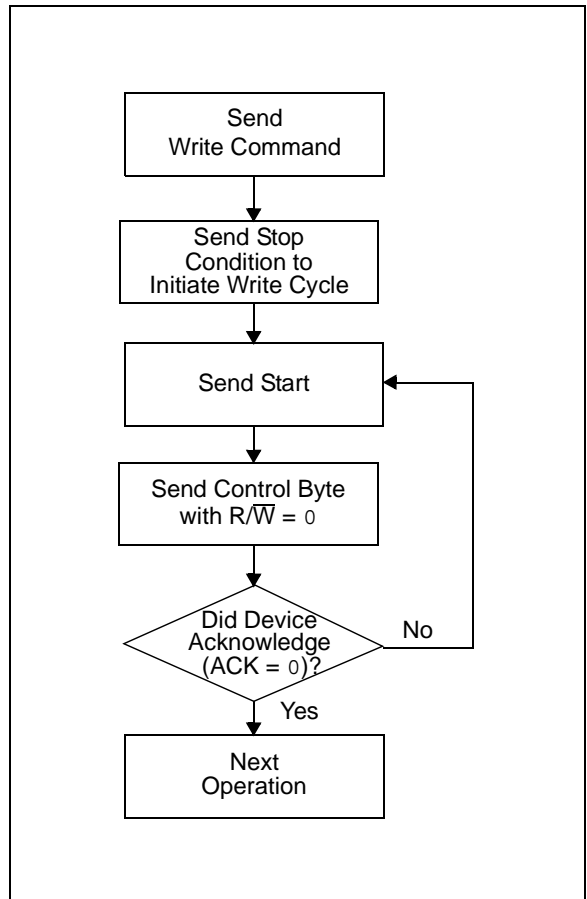 Send
Write Command
Send Stop
Condition to
Initiate Write Cycle
Send Start
Send Control Byte
with R/W̅ = 0
Did Device
Acknowledge
(ACK = 0)?
No
Yes
Next
Operation